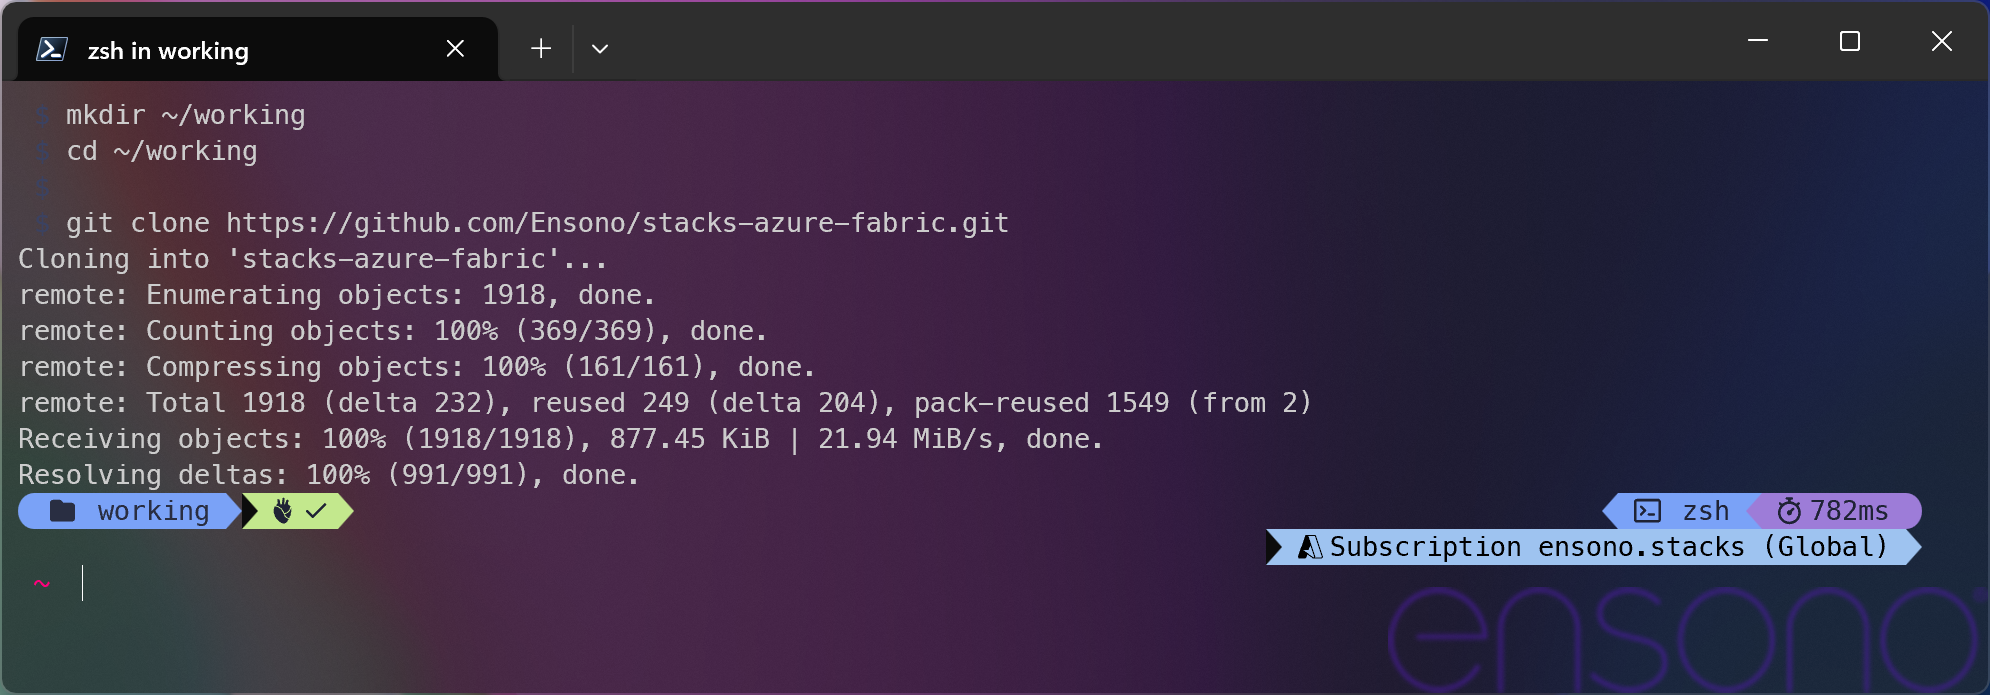 zsh in working
$ mkdir ~/working
$ cd ~/working
$
$ git clone https://github.com/Ensono/stacks-azure-fabric.git
Cloning into 'stacks-azure-fabric'...
remote: Enumerating objects: 1918, done.
remote: Counting objects: 100% (369/369), done.
remote: Compressing objects: 100% (161/161), done.
remote: Total 1918 (delta 232), reused 249 (delta 204), pack-reused 1549 (from 2)
Receiving objects: 100% (1918/1918), 877.45 KiB | 21.94 MiB/s, done.
Resolving deltas: 100% (991/991), done.
working zsh 782ms
Subscription ensono.stacks (Global)
~
ensono